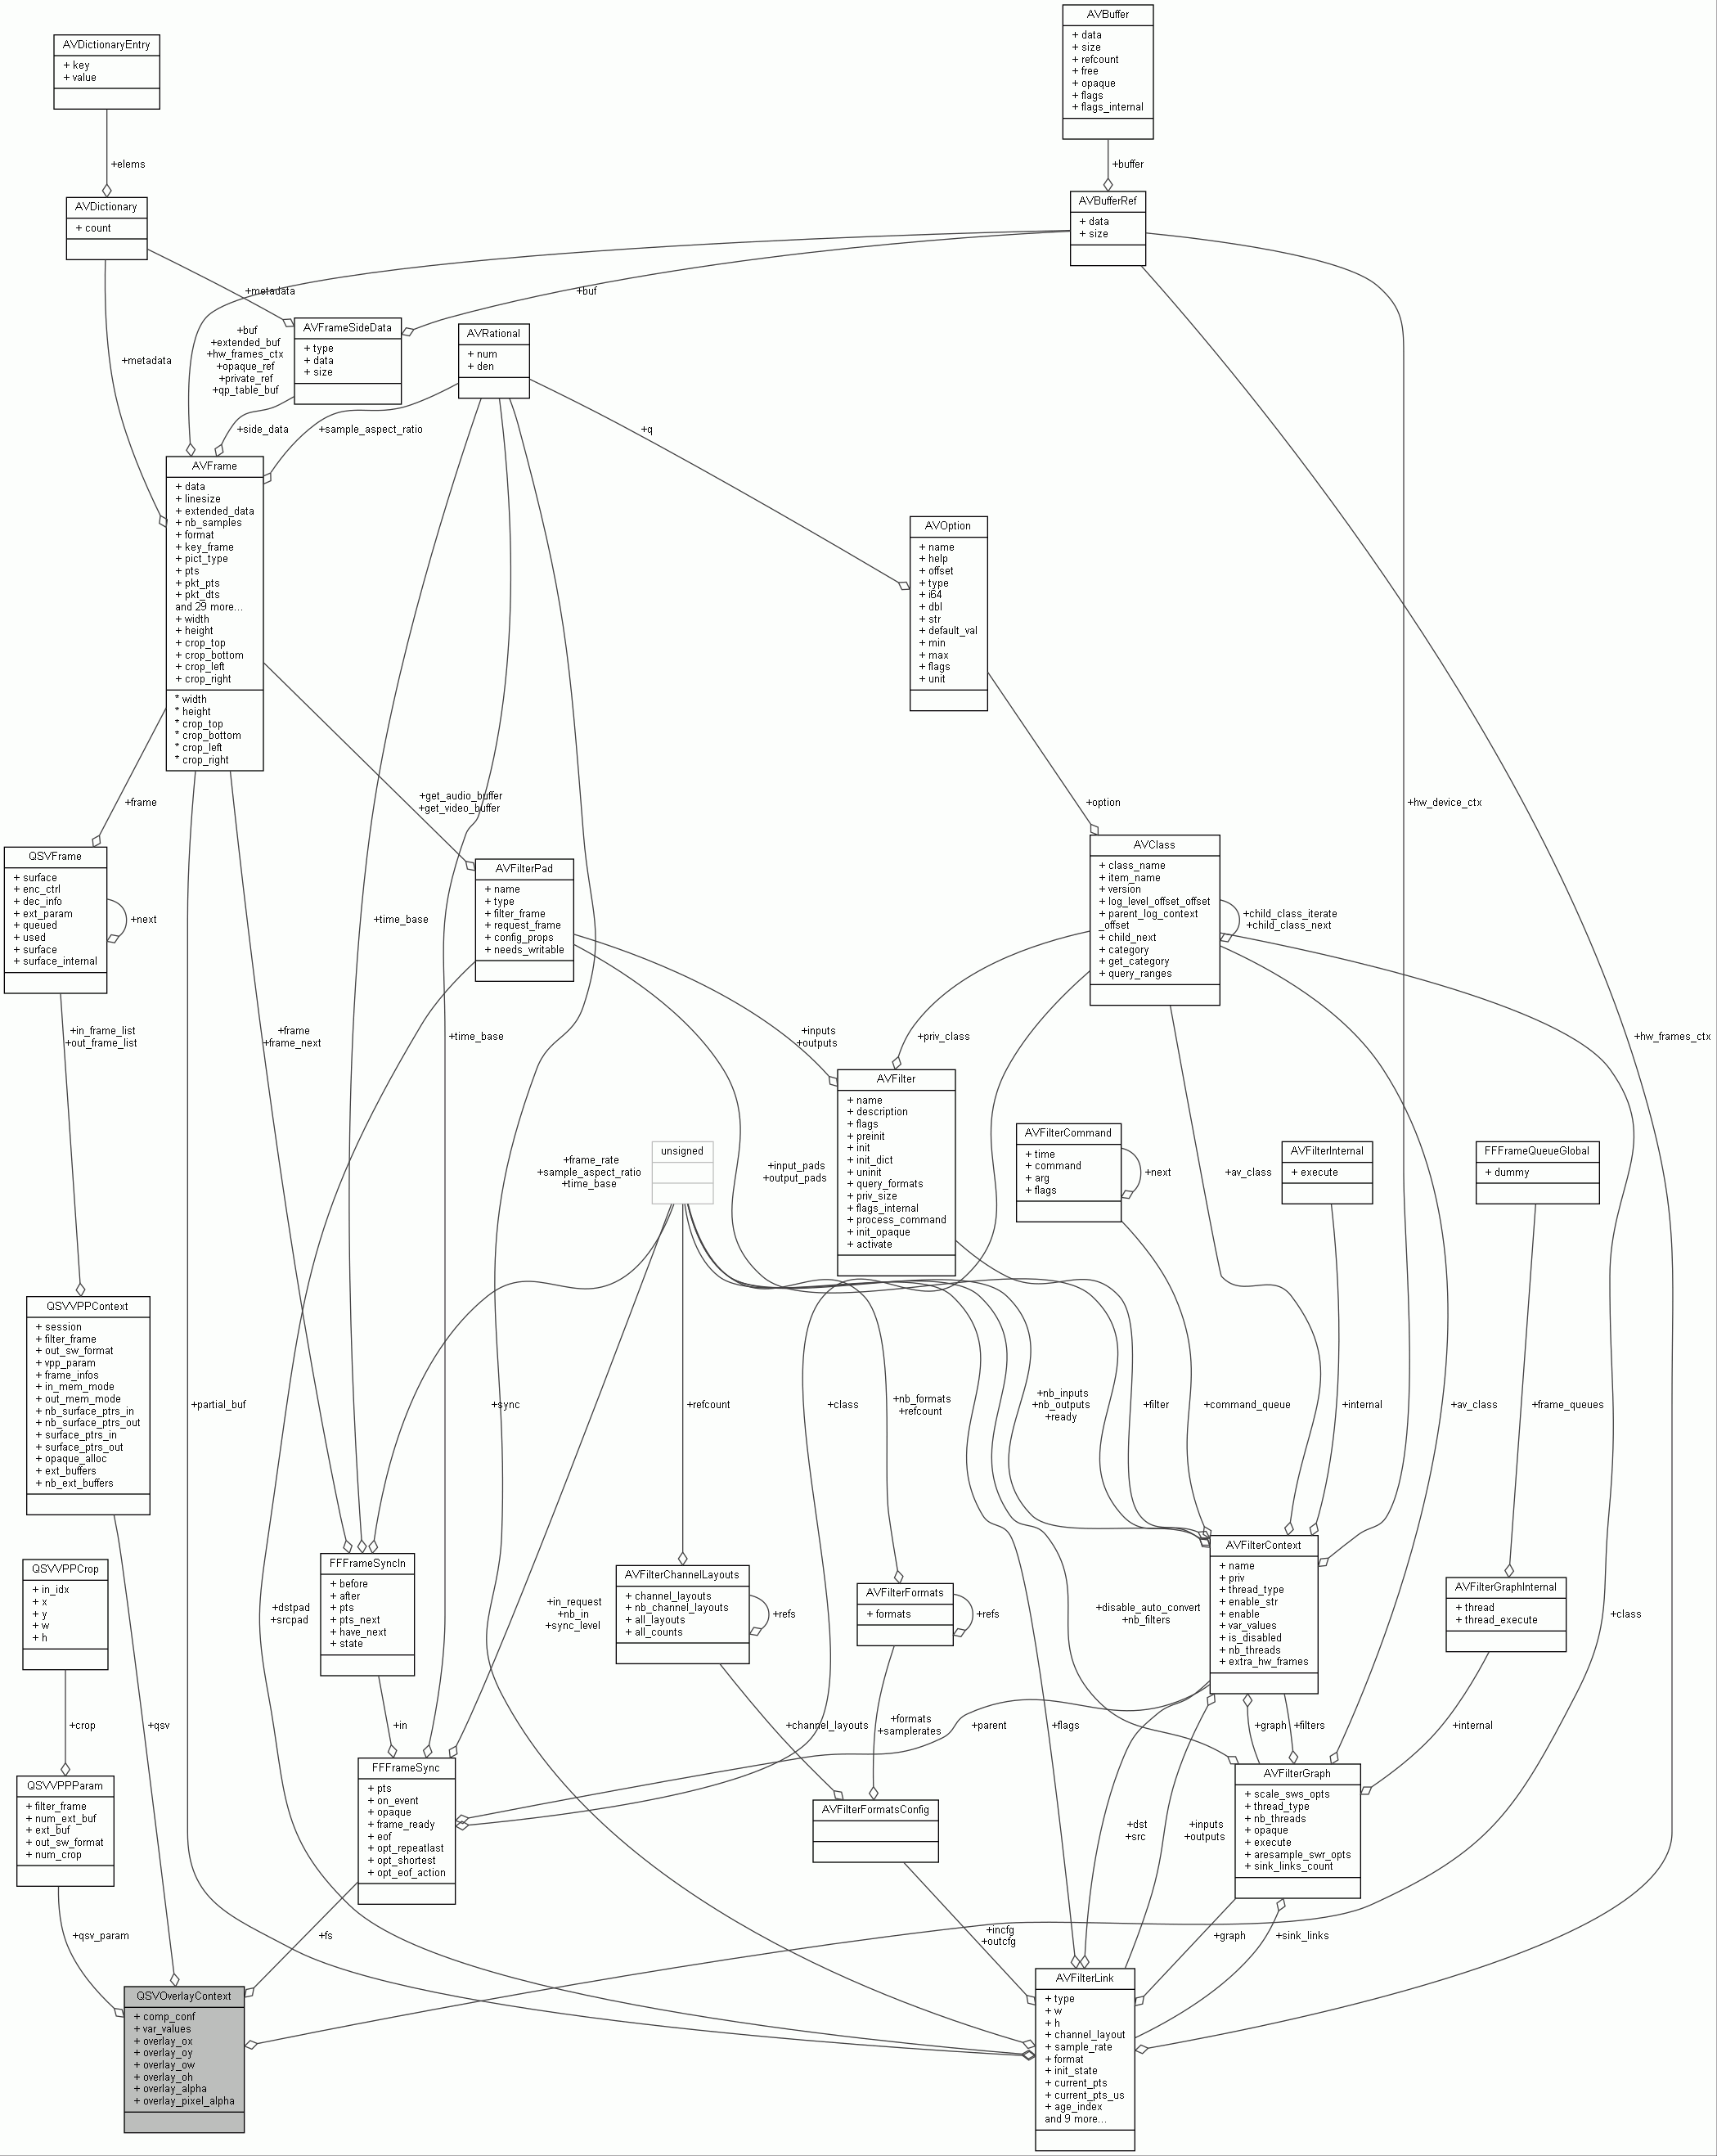 AVBuffer
+ data
+ size
+ refcount
+ free
+ opaque
+ flags
+ flags_internal
AVDictionaryEntry
+ key
+ value
+elems
+buffer
AVDictionary
+ count
AVBufferRef
+ data
+ size
+metadata
+buf
AVFrameSideData
+ type
+ data
+ size
AVRational
+ num
+ den
+buf
+extended_buf
+hw_frames_ctx
+opaque_ref
+private_ref
+qp_table_buf
+metadata
+side_data
+sample_aspect_ratio
+q
AVFrame
+ data
+ linesize
+ extended_data
+ nb_samples
+ format
+ key_frame
+ pict_type
+ pts
+ pkt_pts
+ pkt_dts
and 29 more...
+ width
+ height
+ crop_top
+ crop_bottom
+ crop_left
+ crop_right
* width
* height
* crop_top
* crop_bottom
* crop_left
* crop_right
AVOption
+ name
+ help
+ offset
+ type
+ i64
+ dbl
+ str
+ default_val
+ min
+ max
+ flags
+ unit
+frame
+get_audio_buffer
+get_video_buffer
+option
+hw_device_ctx
QSVFrame
+ surface
+ enc_ctrl
+ dec_info
+ ext_param
+ queued
+ used
+ surface
+ surface_internal
+next
+time_base
AVFilterPad
+ name
+ type
+ filter_frame
+ request_frame
+ config_props
+ needs_writable
AVClass
+ class_name
+ item_name
+ version
+ log_level_offset_offset
+ parent_log_context
_offset
+ child_next
+ category
+ get_category
+ query_ranges
+child_class_iterate
+child_class_next
+in_frame_list
+out_frame_list
+frame
+frame_next
+time_base
+inputs
+outputs
+priv_class
+hw_frames_ctx
AVFilter
+ name
+ description
+ flags
+ preinit
+ init
+ init_dict
+ uninit
+ query_formats
+ priv_size
+ flags_internal
+ process_command
+ init_opaque
+ activate
+frame_rate
+sample_aspect_ratio
+time_base
unsigned
+input_pads
+output_pads
AVFilterCommand
+ time
+ command
+ arg
+ flags
+next
+av_class
AVFilterInternal
+ execute
FFFrameQueueGlobal
+ dummy
QSVVPPContext
+ session
+ filter_frame
+ out_sw_format
+ vpp_param
+ frame_infos
+ in_mem_mode
+ out_mem_mode
+ nb_surface_ptrs_in
+ nb_surface_ptrs_out
+ surface_ptrs_in
+ surface_ptrs_out
+ opaque_alloc
+ ext_buffers
+ nb_ext_buffers
+partial_buf
+sync
+refcount
+class
+nb_formats
+refcount
+nb_inputs
+nb_outputs
+ready
+filter
+command_queue
+internal
+av_class
+frame_queues
QSVVPPCrop
+ in_idx
+ x
+ y
+ w
+ h
+dstpad
+srcpad
FFFrameSyncIn
+ before
+ after
+ pts
+ pts_next
+ have_next
+ state
+in_request
+nb_in
+sync_level
AVFilterChannelLayouts
+ channel_layouts
+ nb_channel_layouts
+ all_layouts
+ all_counts
+refs
AVFilterFormats
+ formats
+refs
+disable_auto_convert
+nb_filters
AVFilterContext
+ name
+ priv
+ thread_type
+ enable_str
+ enable
+ var_values
+ is_disabled
+ nb_threads
+ extra_hw_frames
AVFilterGraphInternal
+ thread
+ thread_execute
+class
+crop
+qsv
+in
+channel_layouts
+formats
+samplerates
+parent
+flags
+graph
+filters
+internal
QSVVPPParam
+ filter_frame
+ num_ext_buf
+ ext_buf
+ out_sw_format
+ num_crop
FFFrameSync
+ pts
+ on_event
+ opaque
+ frame_ready
+ eof
+ opt_repeatlast
+ opt_shortest
+ opt_eof_action
AVFilterFormatsConfig
+dst
+src
+inputs
+outputs
AVFilterGraph
+ scale_sws_opts
+ thread_type
+ nb_threads
+ opaque
+ execute
+ aresample_swr_opts
+ sink_links_count
+qsv_param
+fs
+incfg
+outcfg
+graph
+sink_links
QSVOverlayContext
+ comp_conf
+ var_values
+ overlay_ox
+ overlay_oy
+ overlay_ow
+ overlay_oh
+ overlay_alpha
+ overlay_pixel_alpha
AVFilterLink
+ type
+ w
+ h
+ channel_layout
+ sample_rate
+ format
+ init_state
+ current_pts
+ current_pts_us
+ age_index
and 9 more...